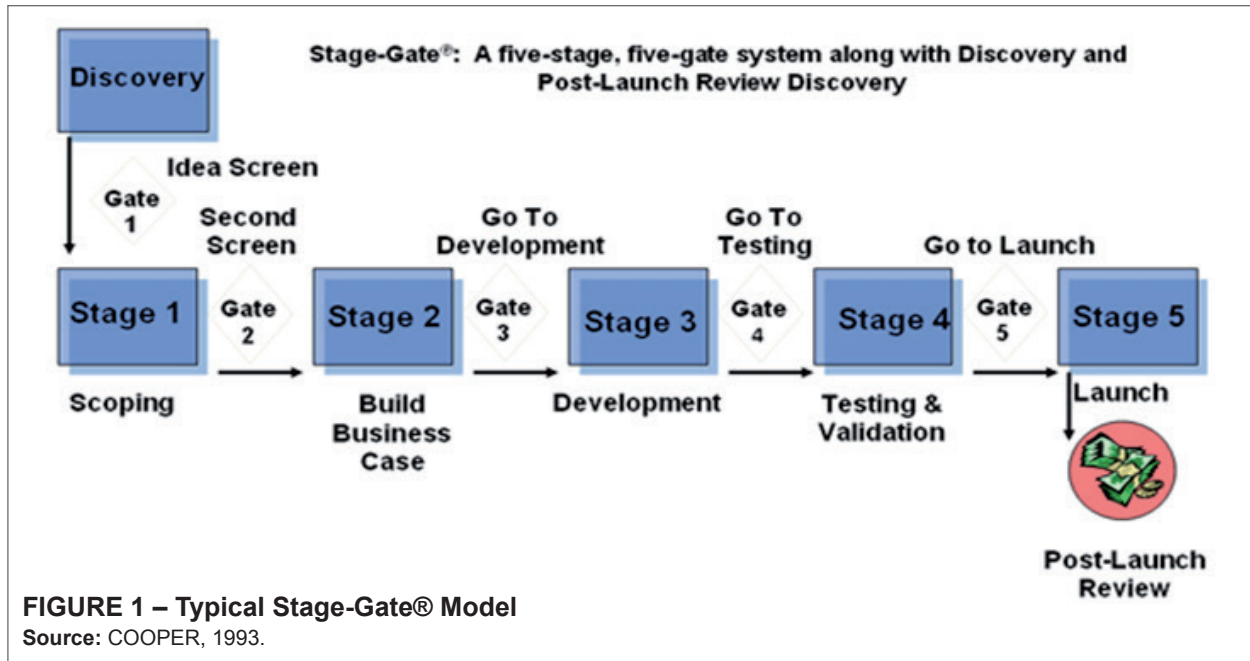 Discovery
Stage-Gate®: A five-stage, five-gate system along with Discovery and
Post-Launch Review Discovery
Idea Screen
Gate
1
Second
Screen
Go To
Development
Go To
Testing
Go to Launch
Stage 1
Gate
2
Stage 2
Gate
3
Stage 3
Gate
4
Stage 4
Gate
5
Stage 5
Scoping
Build
Business
Case
Development
Testing &
Validation
Launch
Post-Launch
Review
FIGURE 1 – Typical Stage-Gate® Model
Source: COOPER, 1993.